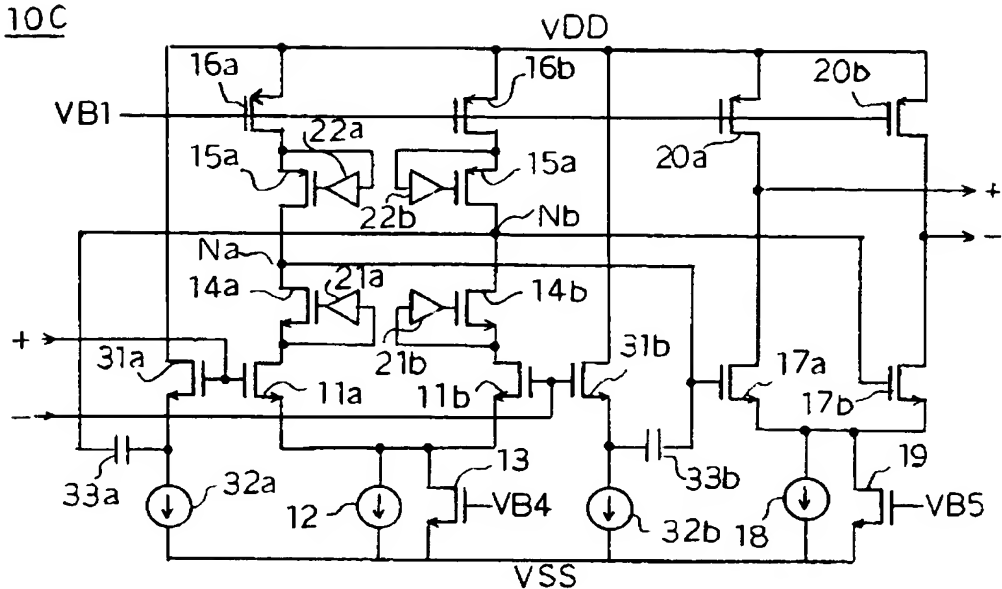 10C
VDD
16a
16b
20b
VB1
22a
15a
15a
20a
22b
+
Nb
Na
−
21a
14a
14b
+
21b
31a
31b
17a
11a
11b
−
17b
33a
13
33b
19
32a
12
VB4
32b
18
VB5
VSS